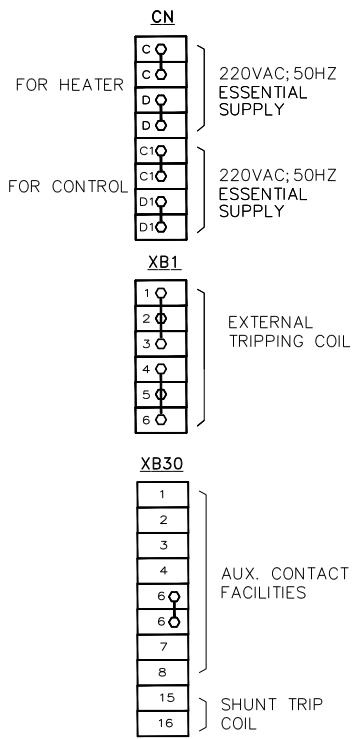 CN
C
C
D
D
C1
C1
D1
D1
FOR HEATER
FOR CONTROL
220VAC;50HZ
ESSENTIAL
SUPPLY
220VAC;50HZ
ESSENTIAL
SUPPLY
XB1
1
2
3
4
5
6
EXTERNAL
TRIPPING COIL
XB30
1
2
3
4
6
6
7
8
15
16
AUX. CONTACT
FACILITIES
SHUNT TRIP
COIL